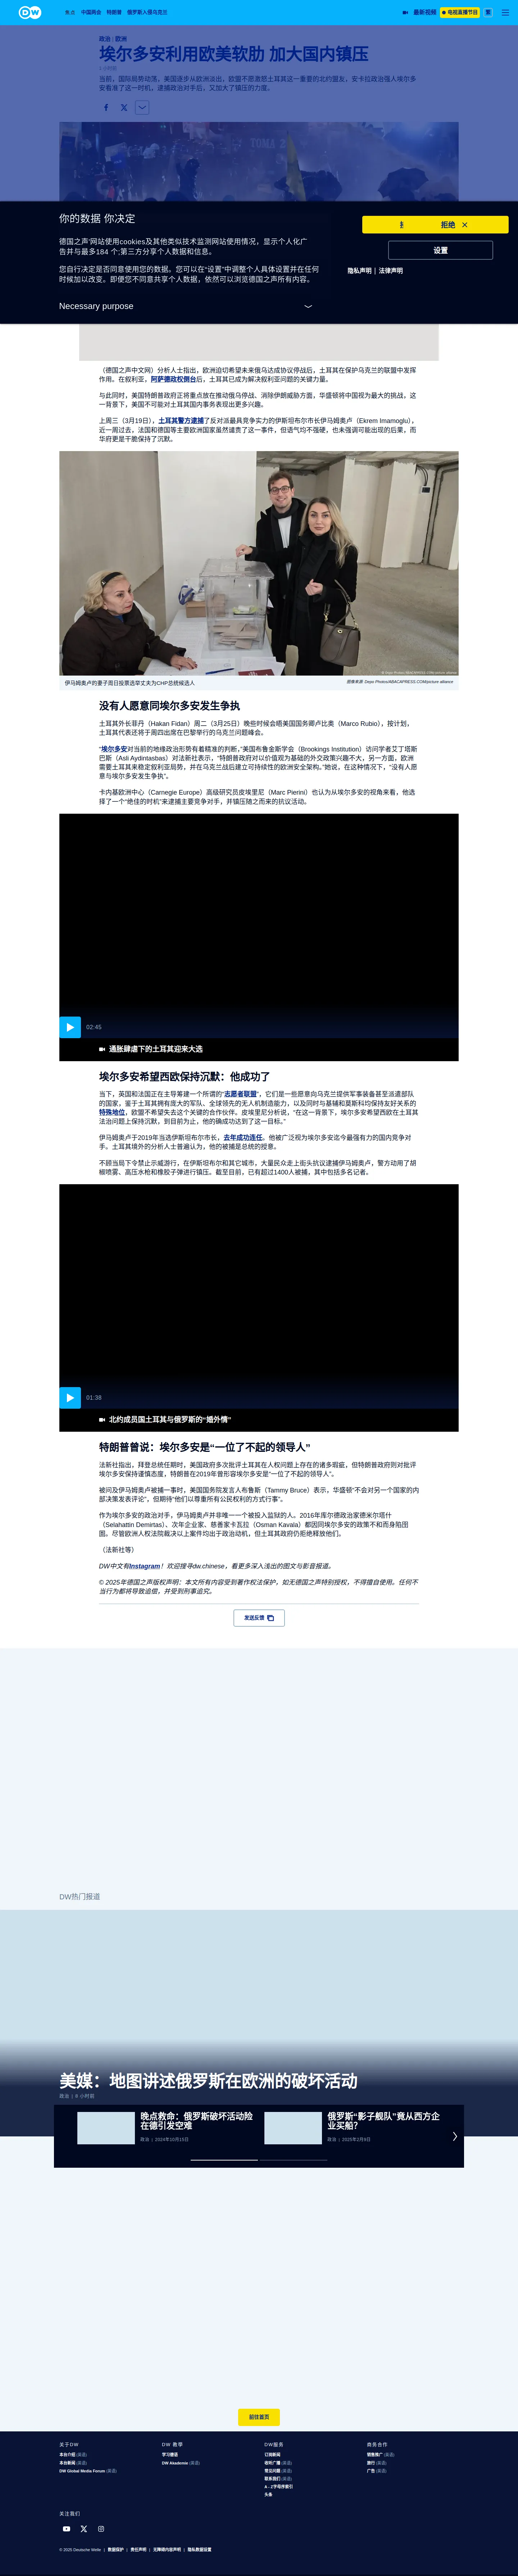 DW
焦点 中国两会 特朗普 俄罗斯入侵乌克兰
最新视频 电视直播节目 繁
政治 | 欧洲
埃尔多安利用欧美软肋 加大国内镇压
当前，国际局势动荡，美国逐步从欧洲淡出。欧盟不愿激怒土耳其这一重要的北约盟友，安卡拉政治强人埃尔多
安看准了这一时机，逮捕政治对手后，又加大了镇压的力度。
你的数据 你决定
德国之声'网站使用cookies及其他类似技术监测网站使用情况，显示个人化广
告并与最多184 个;第三方分享个人数据和信息。
您自行决定是否同意使用您的数据。您可以在“设置”中调整个人具体设置并在任何
时候加以改变。即便您不同意共享个人数据，依然可以浏览德国之声所有内容。
Necessary purpose
拒绝
设置
隐私声明 | 法律声明
（德国之声中文网）分析人士指出，欧洲迫切希望未来俄乌达成协议停战后，土耳其在保护乌克兰的联盟中发挥
作用。在叙利亚，阿萨德政权倒台后，土耳其已成为解决叙利亚问题的关键力量。
与此同时，美国特朗普政府正将重点放在推动俄乌停战、消除伊朗威胁方面，华盛顿将中国视为最大的挑战，这
一背景下，美国不可能对土耳其国内事务表现出更多兴趣。
上周三（3月19日），土耳其警方逮捕了反对派最具竞争实力的伊斯坦布尔市长伊马姆奥卢（Ekrem Imamoglu），
近一周过去，法国和德国等主要欧洲国家虽然谴责了这一事件，但语气均不强硬，也未强调可能出现的后果，而
华府更是干脆保持了沉默。
伊马姆奥卢的妻子周日投票选举丈夫为CHP总统候选人
图像来源: Depo Photos/ABACAPRESS.COM/picture alliance
没有人愿意同埃尔多安发生争执
土耳其外长菲丹（Hakan Fidan）周二（3月25日）晚些时候会晤美国国务卿卢比奥（Marco Rubio），按计划，
土耳其代表还将于周四出席在巴黎举行的乌克兰问题峰会。
“埃尔多安对当前的地缘政治形势有着精准的判断，”美国布鲁金斯学会（Brookings Institution）访问学者艾丁塔斯
巴斯（Asli Aydintasbas）对法新社表示，“特朗普政府对以价值观为基础的外交政策兴趣不大，另一方面，欧洲
需要土耳其来稳定叙利亚局势，并在乌克兰战后建立可持续性的欧洲安全架构。”她说，在这种情况下，“没有人愿
意与埃尔多安发生争执”。
卡内基欧洲中心（Carnegie Europe）高级研究员皮埃里尼（Marc Pierini）也认为从埃尔多安的视角来看，他选
择了一个“绝佳的时机”来逮捕主要竞争对手，并镇压随之而来的抗议活动。
02:45
通胀肆虐下的土耳其迎来大选
埃尔多安希望西欧保持沉默：他成功了
当下，英国和法国正在主导筹建一个所谓的“志愿者联盟”，它们是一些愿意向乌克兰提供军事装备甚至派遣部队
的国家，鉴于土耳其拥有庞大的军队、全球领先的无人机制造能力，以及同时与乌克兰基辅和莫斯科均保持友好关系的
特殊地位，欧盟不希望失去这个关键的合作伙伴。皮埃里尼分析说，“在这一背景下，埃尔多安希望西欧在土耳其
法治问题上保持沉默，到目前为止，他的确成功达到了这一目标。”
伊马姆奥卢于2019年当选伊斯坦布尔市长，去年成功连任。他被广泛视为埃尔多安迄今最强有力的国内竞争对
手。土耳其境外的分析人士普遍认为，他的被捕是总统的授意。
不顾当局下令禁止示威游行，在伊斯坦布尔和其它城市，大量民众走上街头抗议逮捕伊马姆奥卢，警方动用了胡
椒喷雾、高压水枪和橡胶子弹进行镇压。截至目前，已有超过1400人被捕，其中包括多名记者。
01:38
北约成员国土耳其与俄罗斯的“婚外情”
特朗普曾说：埃尔多安是“一位了不起的领导人”
法新社指出，拜登总统任期时，美国政府多次批评土耳其在人权问题上存在的诸多瑕疵，但特朗普政府则对批评
埃尔多安保持谨慎态度，特朗普在2019年曾形容埃尔多安是“一位了不起的领导人”。
被问及伊马姆奥卢被捕一事时，美国国务院发言人布鲁斯（Tammy Bruce）表示，华盛顿“不会对另一个国家的内
部决策发表评论”，但期待“他们以尊重所有公民权利的方式行事”。
作为埃尔多安的政治对手，伊马姆奥卢并非唯一一个被投入监狱的人。2016年库尔德政治家德米尔塔什
（Selahattin Demirtas）、次年企业家、慈善家卡瓦拉（Osman Kavala）都因同埃尔多安的政策不和而身陷囹
圄。尽管欧洲人权法院裁决以上案件均出于政治动机，但土耳其政府仍拒绝释放他们。
（法新社等）
DW中文有Instagram！欢迎搜寻dw.chinese，看更多深入浅出的图文与影音报道。
© 2025年德国之声版权声明：本文所有内容受到著作权法保护，如无德国之声特别授权，不得擅自使用。任何不
当行为都将导致追偿，并受到刑事追究。
发送反馈
DW热门报道
美媒：地图讲述俄罗斯在欧洲的破坏活动
晚点救命：俄罗斯破坏活动险
在德引发空难
政治 | 2024年10月15日
俄罗斯“影子舰队”竟从西方企
业买船？
政治 | 2025年2月9日
前往首页
关于DW
本台介绍 (英语)
本台新闻 (英语)
DW Global Media Forum (英语)
DW 教学
学习德语
DW Akademie (英语)
DW服务
订阅新闻
收听广播 (英语)
常见问题 (英语)
联系我们 (英语)
A - Z字母序索引
头条
商务合作
销售推广 (英语)
旅行 (英语)
广告 (英语)
关注我们
© 2025 Deutsche Welle | 数据保护 | 责任声明 | 无障碍内容声明 | 隐私数据设置